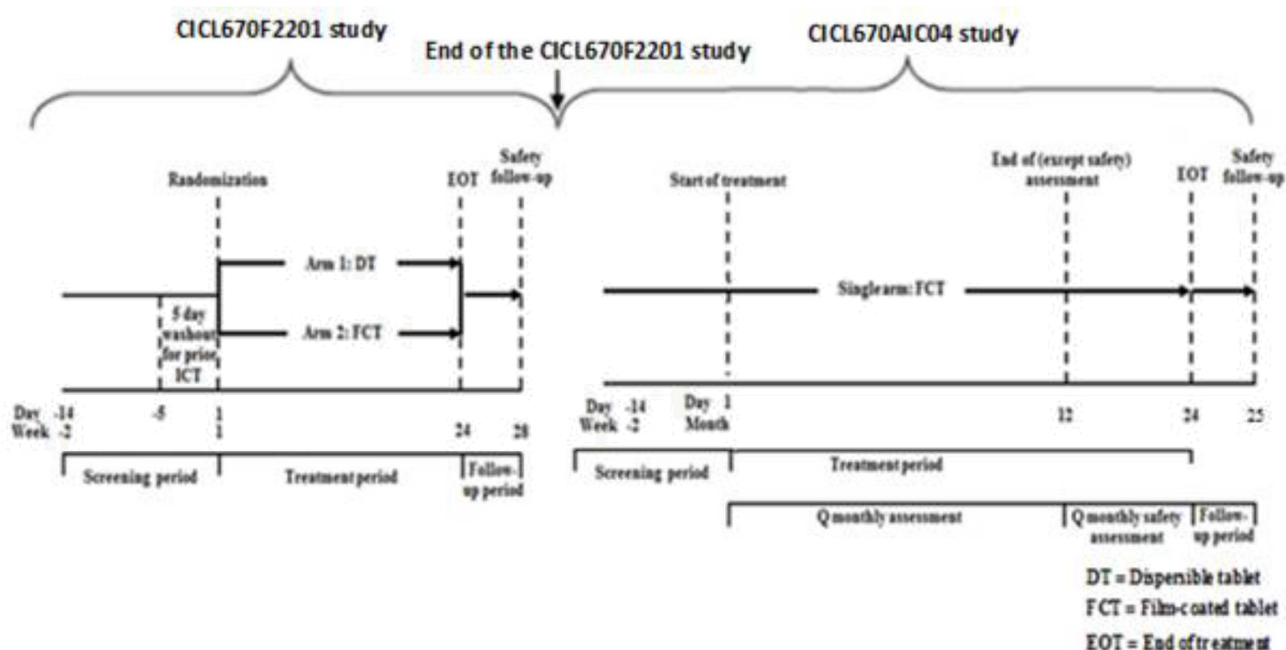 CICL670F2201 study
End of the CICL670F2201 study
CICL670AIC04 study
Randomization
EOT
Safety
follow-up
Arm 1: DT
Arm 2: FCT
5 day
washout
for prior
ICT
Day -14 -5 1
Week -2 1 24 28
Screening period
Treatment period
Follow-
up period
Start of treatment
End of (except safety)
assessment
EOT
Safety
follow-up
Single arm: FCT
Day -14 Day 1
Week -2 Month 12 24 25
Screening period
Treatment period
Q monthly assessment
Q monthly safety
assessment
Follow-
up period
DT = Dispenible tablet
FCT = Film-coated tablet
EOT = End of treatment